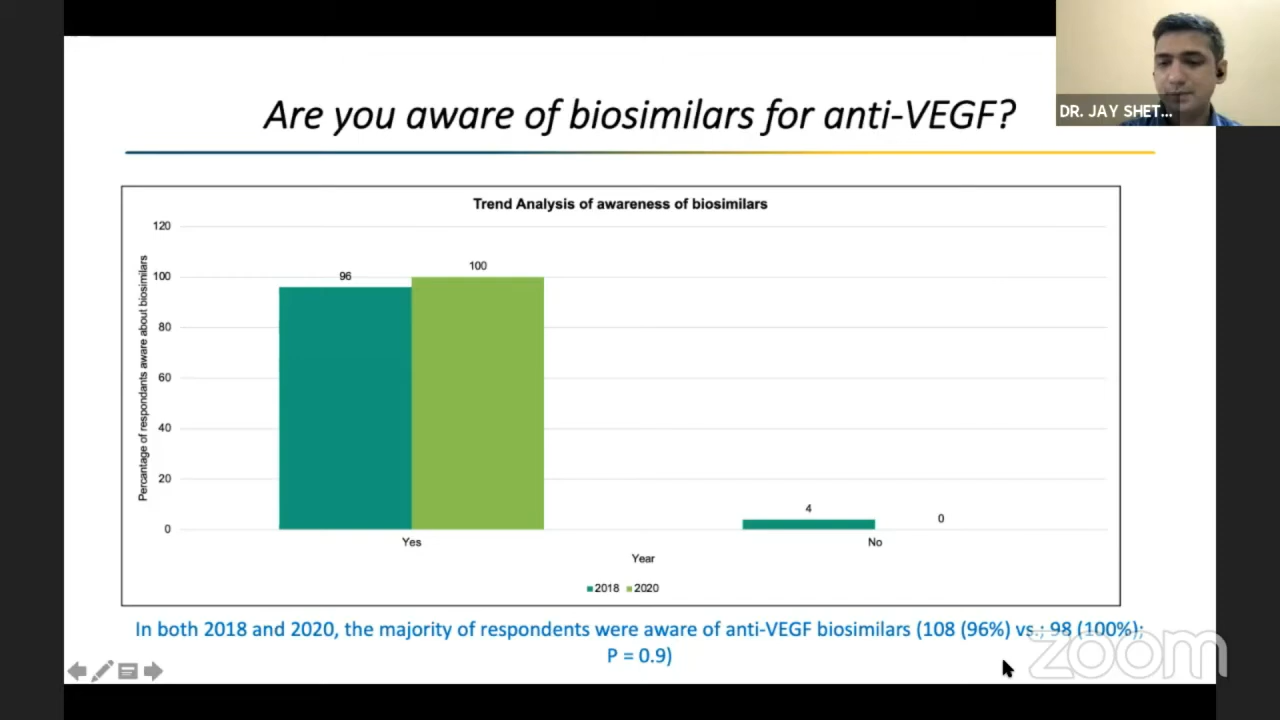 Are you aware of biosimilars for anti-VEGF?
DR. JAY SHET...
Trend Analysis of awareness of biosimilars
Percantage of respondants aware about biosimilars
120
100
80
60
40
20
0
96
100
4
0
Yes
No
Year
2018
2020
In both 2018 and 2020, the majority of respondents were aware of anti-VEGF biosimilars (108 (96%) vs.; 98 (100%);
P = 0.9)
zoom